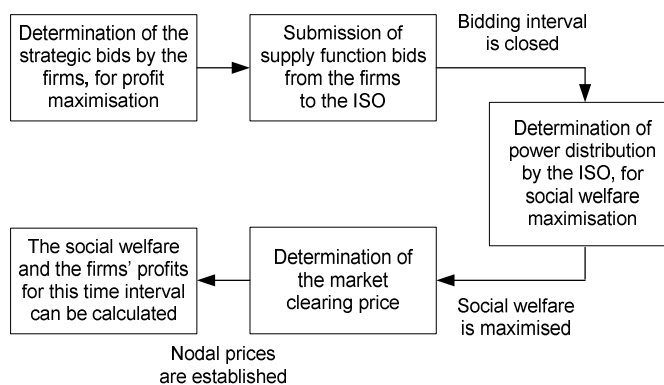 Determination of the
strategic bids by the
firms, for profit
maximisation
Submission of
supply function bids
from the firms
to the ISO
Bidding interval
is closed
Determination of
power distribution
by the ISO, for
social welfare
maximisation
Social welfare
is maximised
Determination of
the market
clearing price
Nodal prices
are established
The social welfare
and the firms' profits
for this time interval
can be calculated